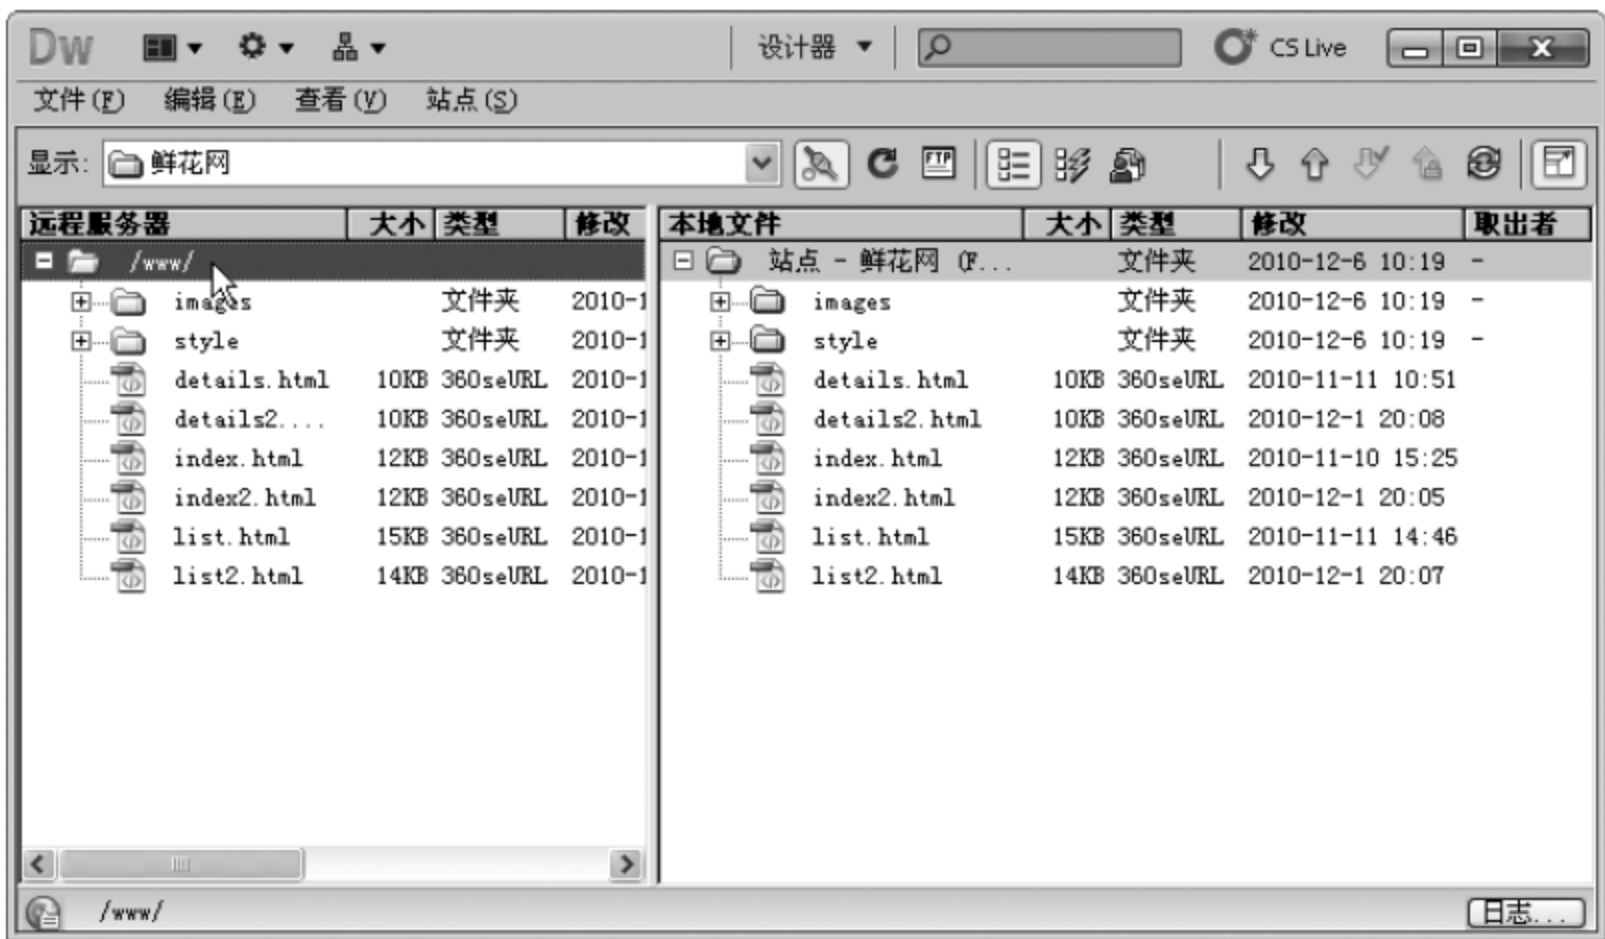 Dw 设计器 CS Live
文件(F) 编辑(E) 查看(V) 站点(S)
显示: 鲜花网 FTP
远程服务器 大小 类型 修改
/www/
images 文件夹 2010-1
style 文件夹 2010-1
details.html 10KB 360seURL 2010-1
details2.... 10KB 360seURL 2010-1
index.html 12KB 360seURL 2010-1
index2.html 12KB 360seURL 2010-1
list.html 15KB 360seURL 2010-1
list2.html 14KB 360seURL 2010-1
本地文件 大小 类型 修改 取出者
站点 - 鲜花网 (F... 文件夹 2010-12-6 10:19 -
images 文件夹 2010-12-6 10:19 -
style 文件夹 2010-12-6 10:19 -
details.html 10KB 360seURL 2010-11-11 10:51
details2.html 10KB 360seURL 2010-12-1 20:08
index.html 12KB 360seURL 2010-11-10 15:25
index2.html 12KB 360seURL 2010-12-1 20:05
list.html 15KB 360seURL 2010-11-11 14:46
list2.html 14KB 360seURL 2010-12-1 20:07
/www/ 日志...